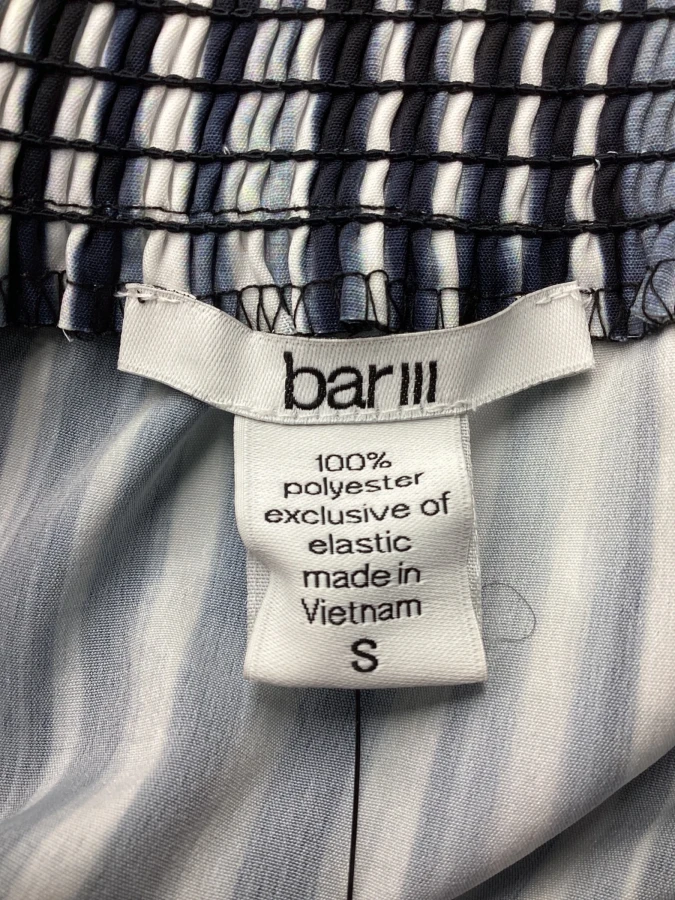 bar III
100%
polyester
exclusive of
elastic
made in
Vietnam
S